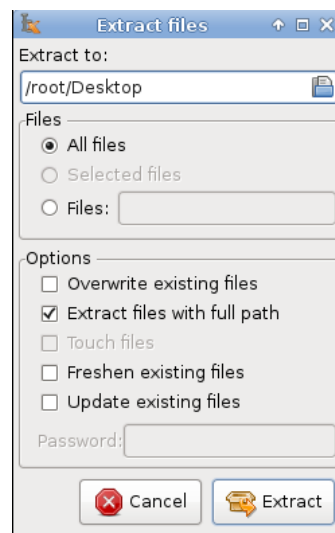 Extract files
Extract to:
/root/Desktop
Files
All files
Selected files
Files:
Options
Overwrite existing files
Extract files with full path
Touch files
Freshen existing files
Update existing files
Password:
Cancel
Extract